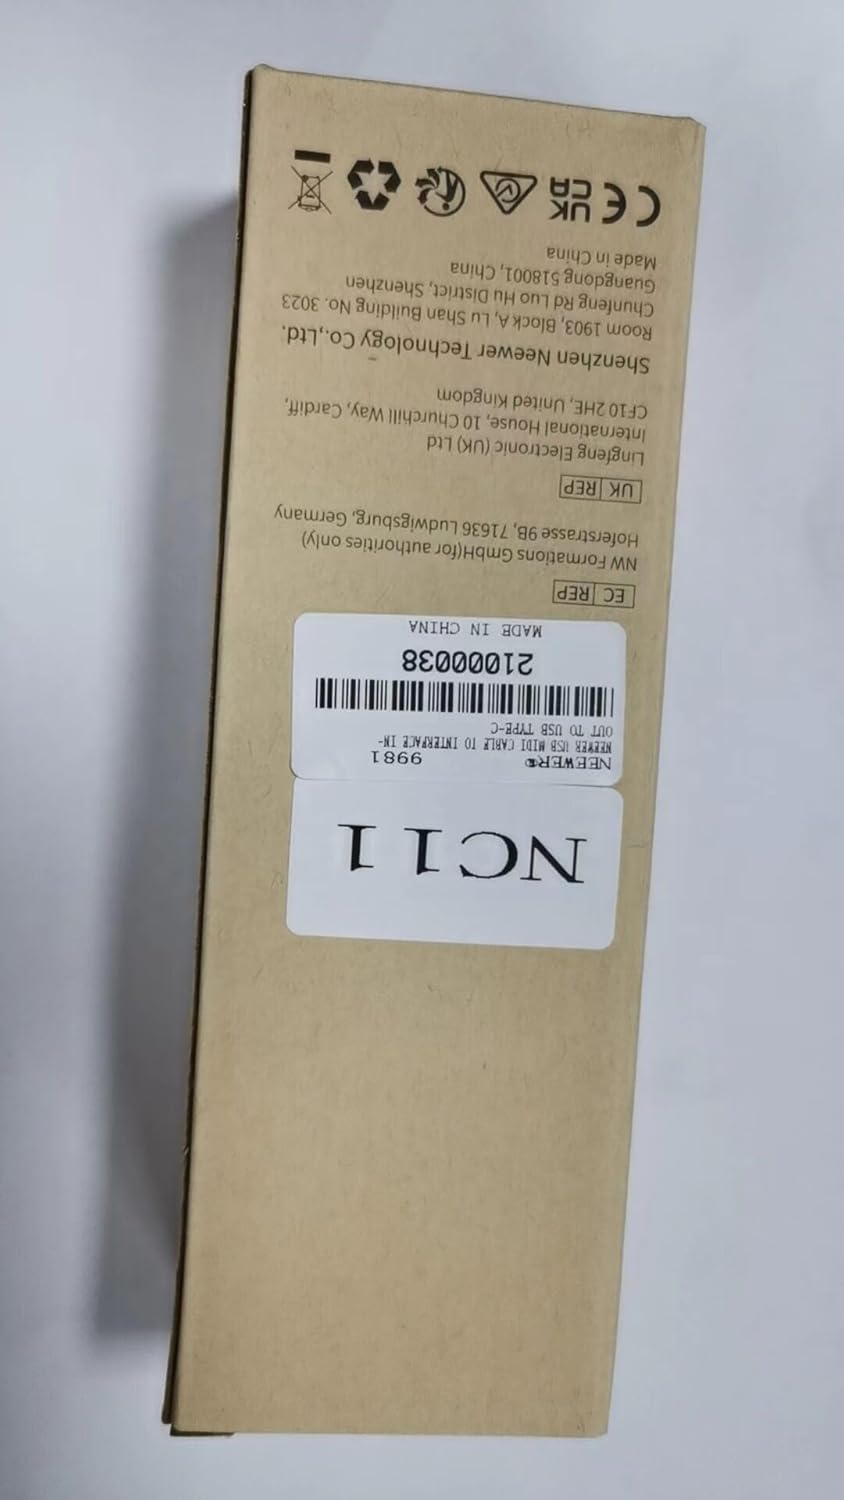 NC11
NEEWER® 9981
NEEWER USB MIDI CABLE TO INTERFACE IN-
OUT TO USB TYPE-C
21000038
MADE IN CHINA
EC REP
NW Formations GmbH(for authorities only)
Hoferstrasse 9B, 71636 Ludwigsburg, Germany
UK REP
Lingfeng Electronic (UK) Ltd
International House, 10 Churchill Way, Cardiff,
CF10 2HE, United Kingdom
Shenzhen Neewer Technology Co.,Ltd.
Room 1903, Block A, Lu Shan Building No. 3023
Chunfeng Rd Luo Hu District, Shenzhen
Guangdong 518001, China
Made in China
CE UK CA